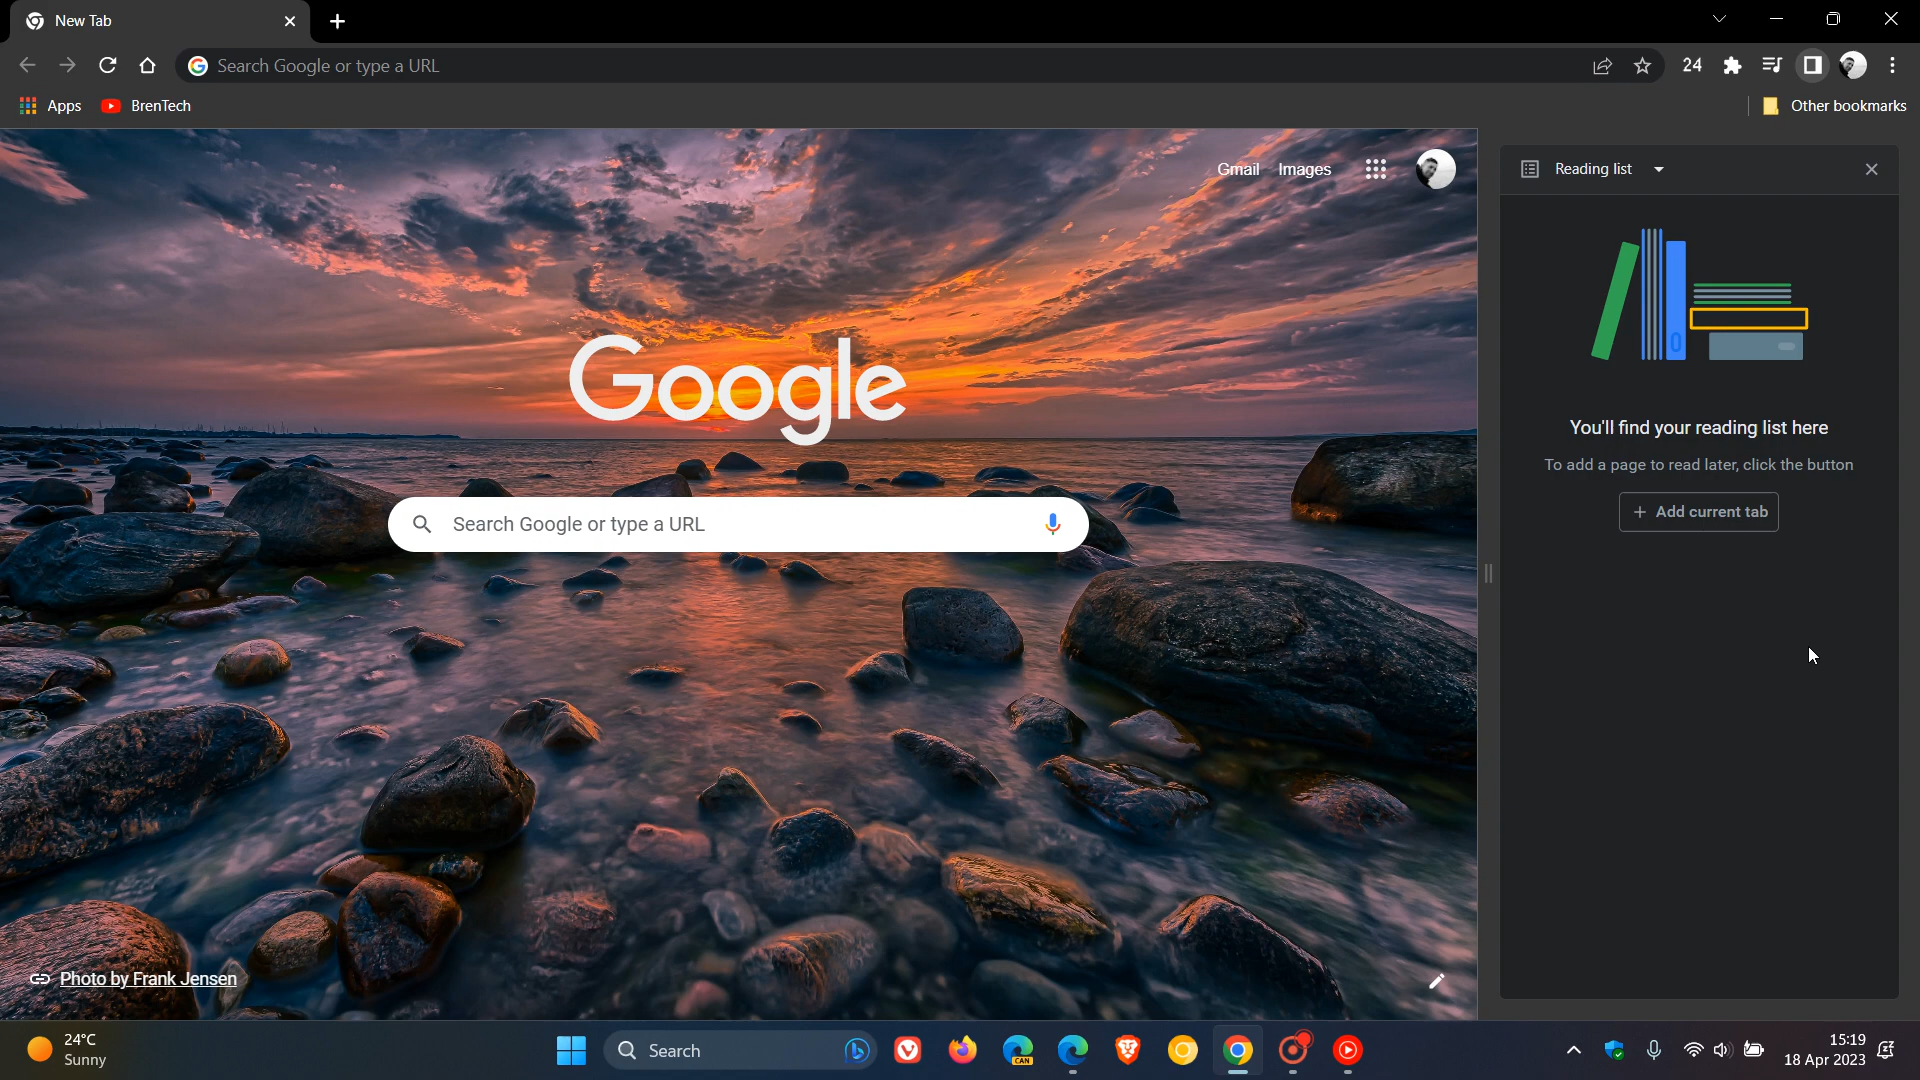 New Tab
Search Google or type a URL
24
Apps
BrenTech
Other bookmarks
Gmail
Images
Reading list
Google
You'll find your reading list here
To add a page to read later, click the button
Search Google or type a URL
+ Add current tab
Photo by Frank Jensen
24°C
Sunny
Search
CAN
15:19
18 Apr 2023